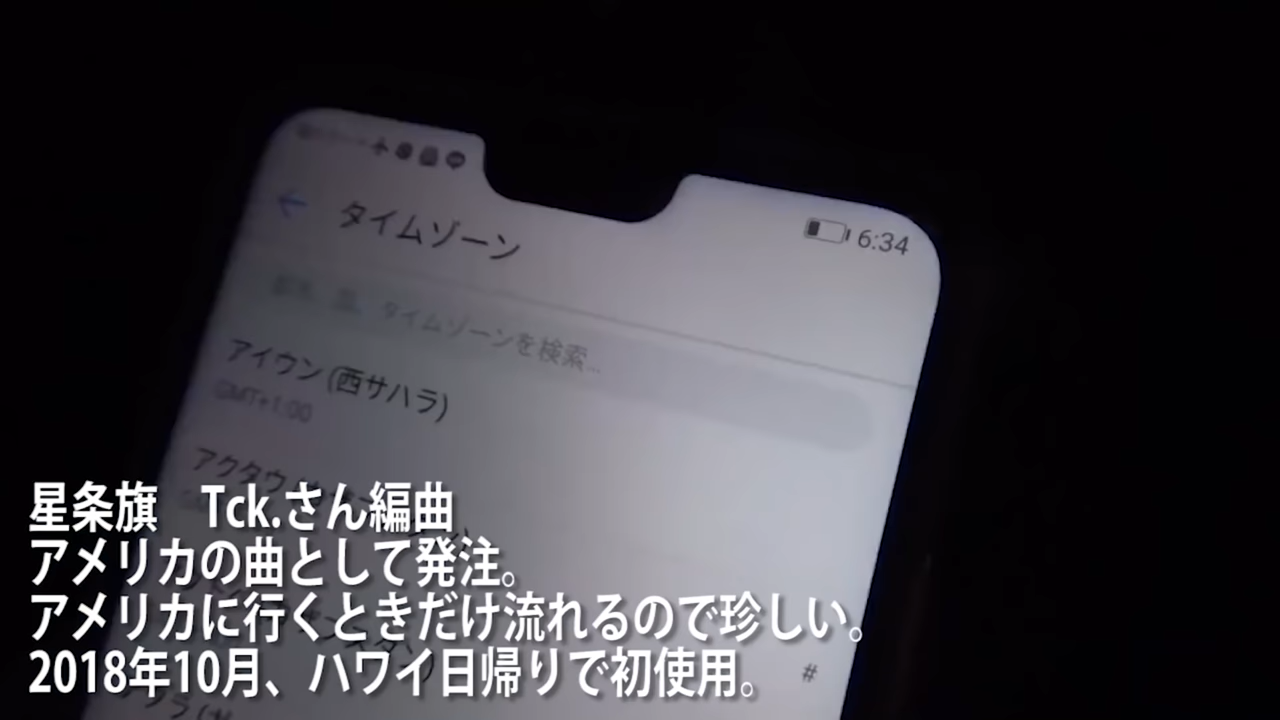 6:34
タイムゾーン
タイムゾーンを検索...
アイウン (西サハラ)
GMT+1:00
アクタウ
星条旗 Tck.さん編曲
アメリカの曲として発注。
アメリカに行くときだけ流れるので珍しい。
2018年10月、ハワイ日帰りで初使用。
#